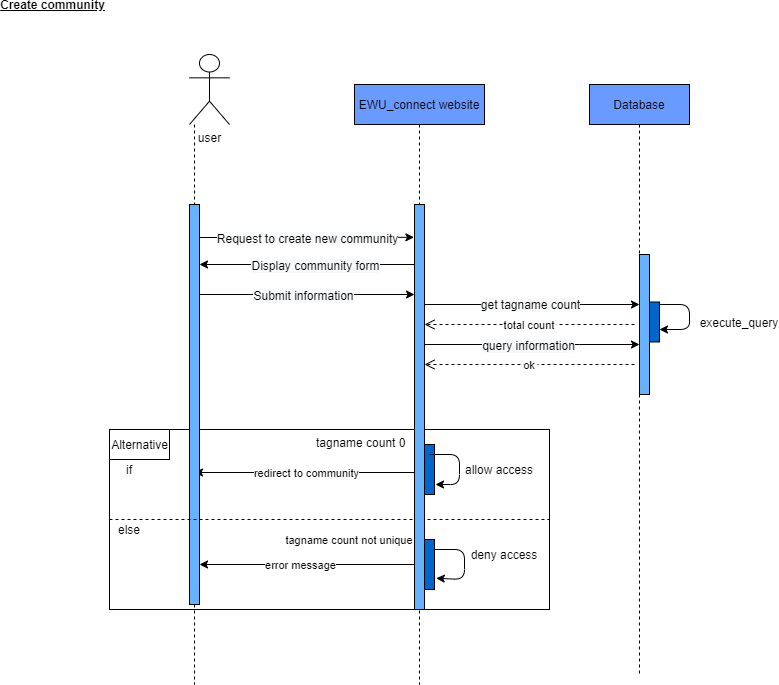 Create community
user
EWU_connect website
Database
Request to create new community
Display community form
Submit information
get tagname count
total count
execute_query
query information
ok
Alternative
tagname count 0
if
redirect to community
allow access
else
tagname count not unique
deny access
error message